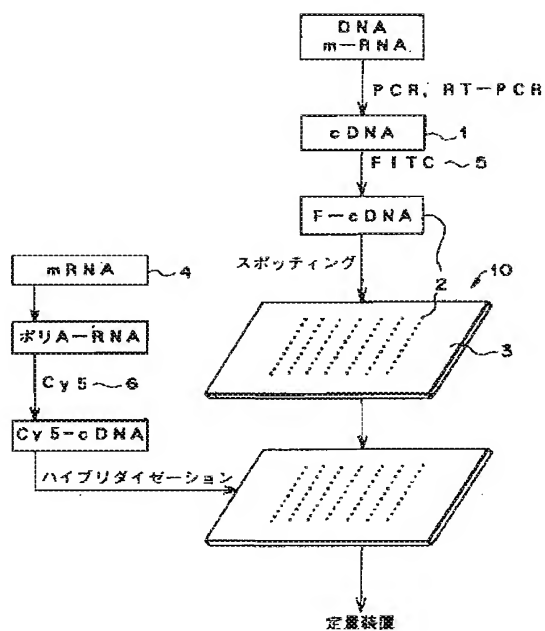 DNA
m-RNA
PCR, RT-PCR
cDNA
1
FITC
5
F-cDNA
スポッティング
2
10
3
mRNA
4
ポリA-RNA
Cy5
6
Cy5-cDNA
ハイブリダイゼーション
定量装置